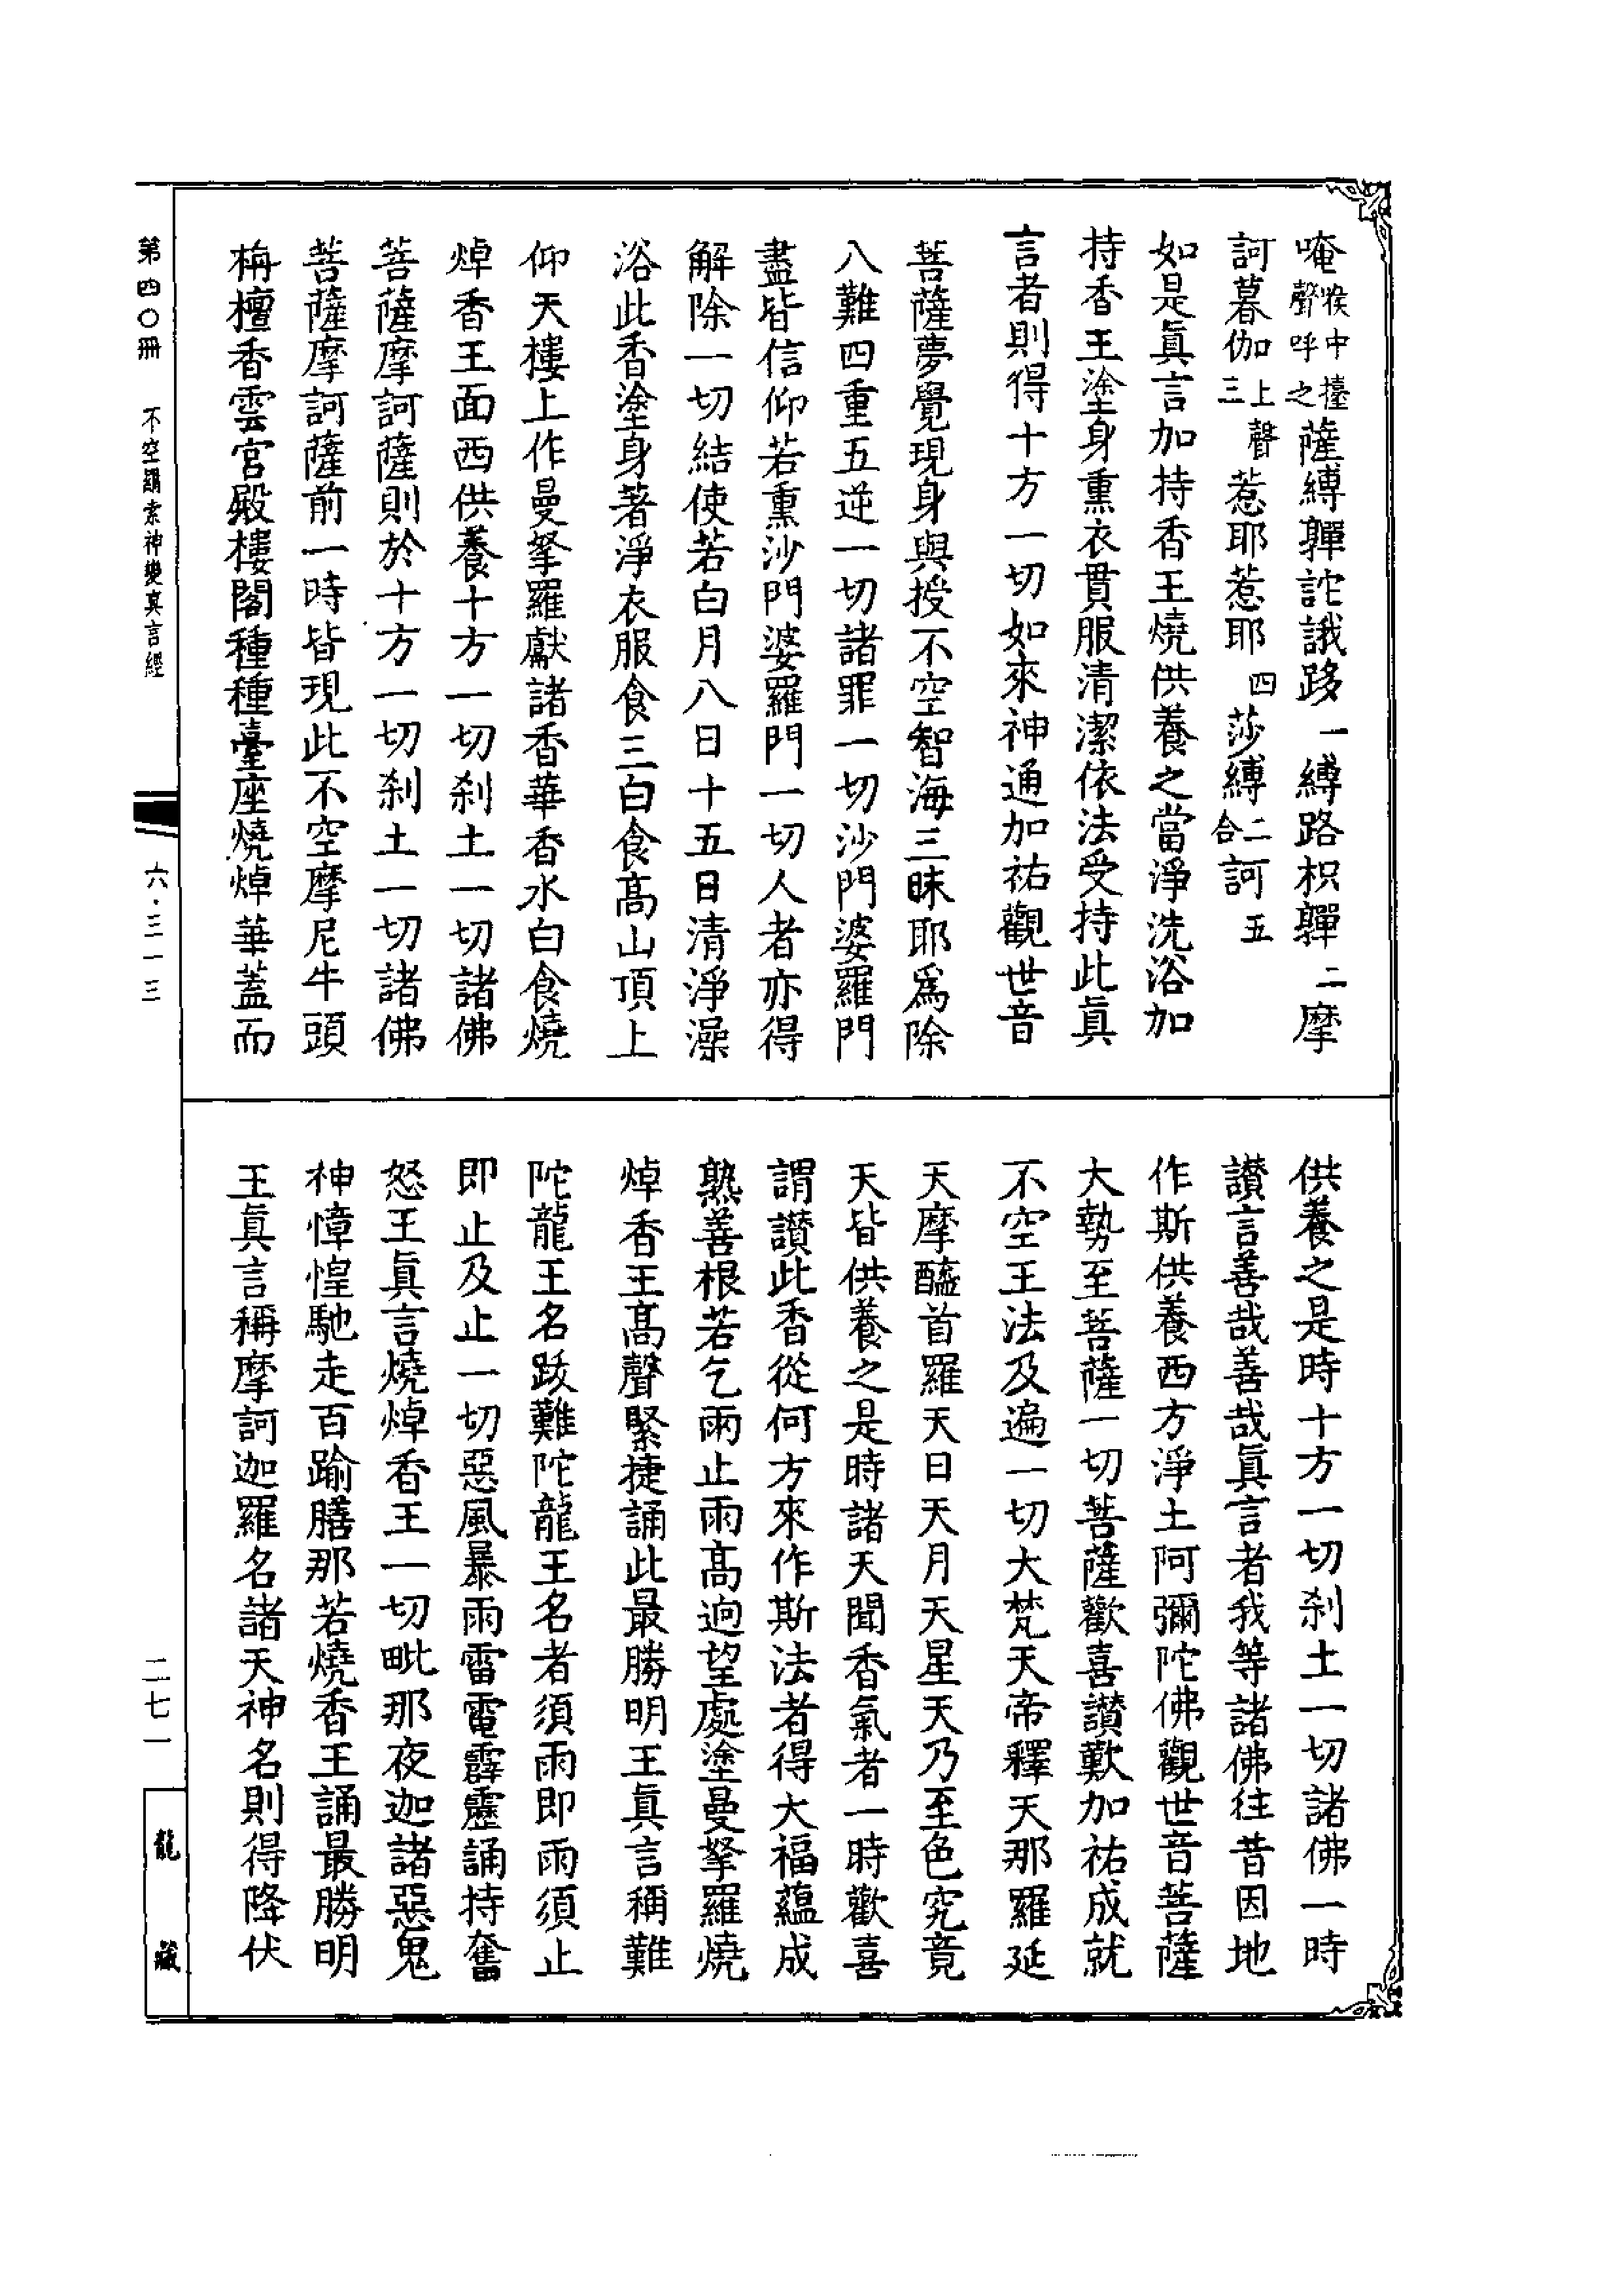 唵喉中擡聲呼之薩縛嚲詑誐跢一縛路枳嚲二摩
訶暮伽上聲三惹耶惹耶四莎縛二合訶五
如是眞言加持香王燒供養之當淨洗浴加
持香王塗身熏衣貫服清潔依法受持此眞
言者則得十方一切如來神通加祐觀世音
菩薩夢覺現身與授不空智海三昧耶爲除
八難四重五逆一切諸罪一切沙門婆羅門
盡皆信仰若熏沙門婆羅門一切人者亦得
解除一切結使若白月八日十五日清淨澡
浴此香塗身著淨衣服食三白食高山頂上
仰天樓上作曼拏羅獻諸香華香水白食燒
焯香王面西供養十方一切刹土一切諸佛
菩薩摩訶薩則於十方一切刹土一切諸佛
菩薩摩訶薩前一時皆現此不空摩尼牛頭
栴檀香雲宮殿樓閣種種臺座燒焯華蓋而
供養之是時十方一切刹土一切諸佛一時
讃言善哉善哉眞言者我等諸佛往昔因地
作斯供養西方淨土阿彌陀佛觀世音菩薩
大勢至菩薩一切菩薩歡喜讃歎加祐成就
不空王法及遍一切大梵天帝釋天那羅延
天摩醯首羅天日天月天星天乃至色究竟
天皆供養之是時諸天聞香氣者一時歡喜
謂讃此香從何方來作斯法者得大福蘊成
熟善根若乞雨止雨高迥望處塗曼拏羅燒
焯香王高聲緊捷誦此最勝明王眞言稱難
陀龍王名跋難陀龍王名者須雨即雨須止
即止及止一切惡風暴雨雷電霹靂誦持奮
怒王眞言燒焯香王一切毗那夜迦諸惡鬼
神慞惶馳走百踰膳那若燒香王誦最勝明
王眞言稱摩訶迦羅名諸天神名則得降伏
第四〇冊 不空羂索神變真言經
六·三一三
二七一
龍藏